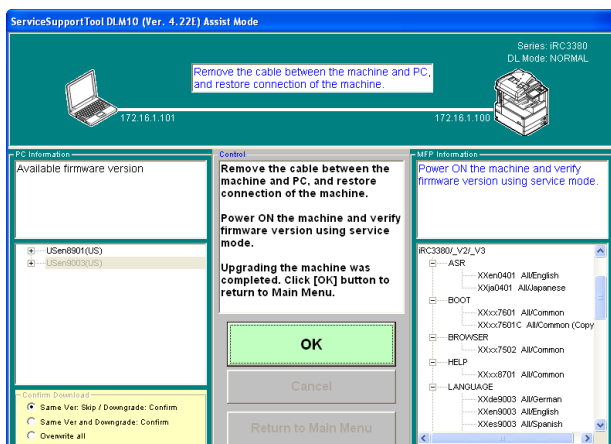 ServiceSupportTool DLM10 (Ver. 4.22E) Assist Mode
Series: iRC3380
DL Mode: NORMAL
Remove the cable between the machine and PC,
and restore connection of the machine.
172.16.1.101
172.16.1.100
PC Information
Available firmware version
USen8901(US)
USen9003(US)
Confirm Download
Same Ver: Skip / Downgrade: Confirm
Same Ver and Downgrade: Confirm
Overwrite all
Control
Remove the cable between the
machine and PC, and restore
connection of the machine.
Power ON the machine and verify
firmware version using service
mode.
Upgrading the machine was
completed. Click [OK] button to
return to Main Menu.
OK
Cancel
Return to Main Menu
MFP Information
Power ON the machine and verify
firmware version using service mode.
iRC3380/_V2/_V3
ASR
XXen0401 All/English
XXja0401 All/Japanese
BOOT
XXxx7601 All/Common
XXxx7601C All/Common (Copy
BROWSER
XXxx7502 All/Common
HELP
XXxx8701 All/Common
LANGUAGE
XXde9003 All/German
XXen9003 All/English
XXes9003 All/Spanish